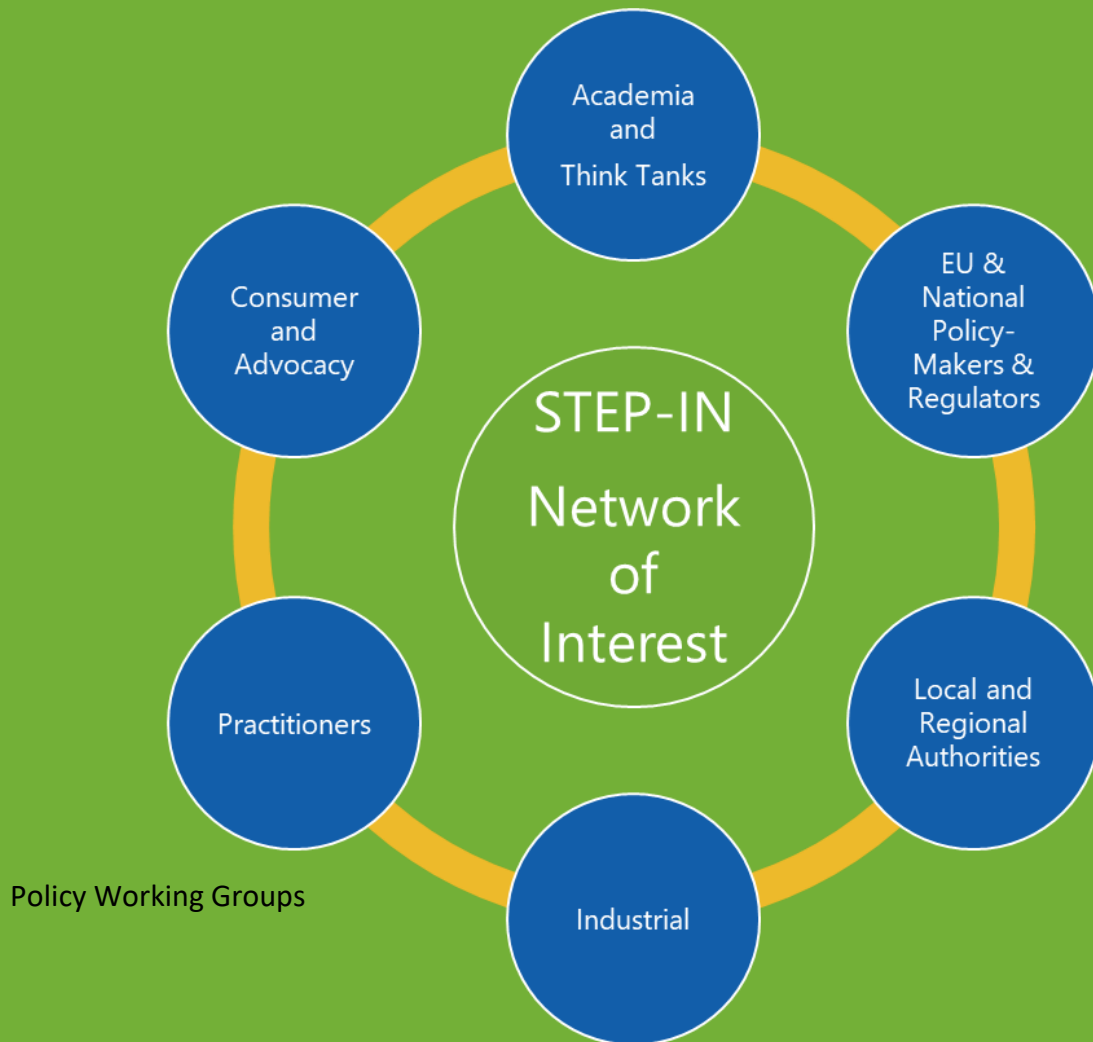 Academia
and
Think Tanks
EU &
National
Policy-
Makers &
Regulators
Consumer
and
Advocacy
STEP-IN
Network
of
Interest
Local and
Regional
Authorities
Practitioners
Policy Working Groups
Industrial